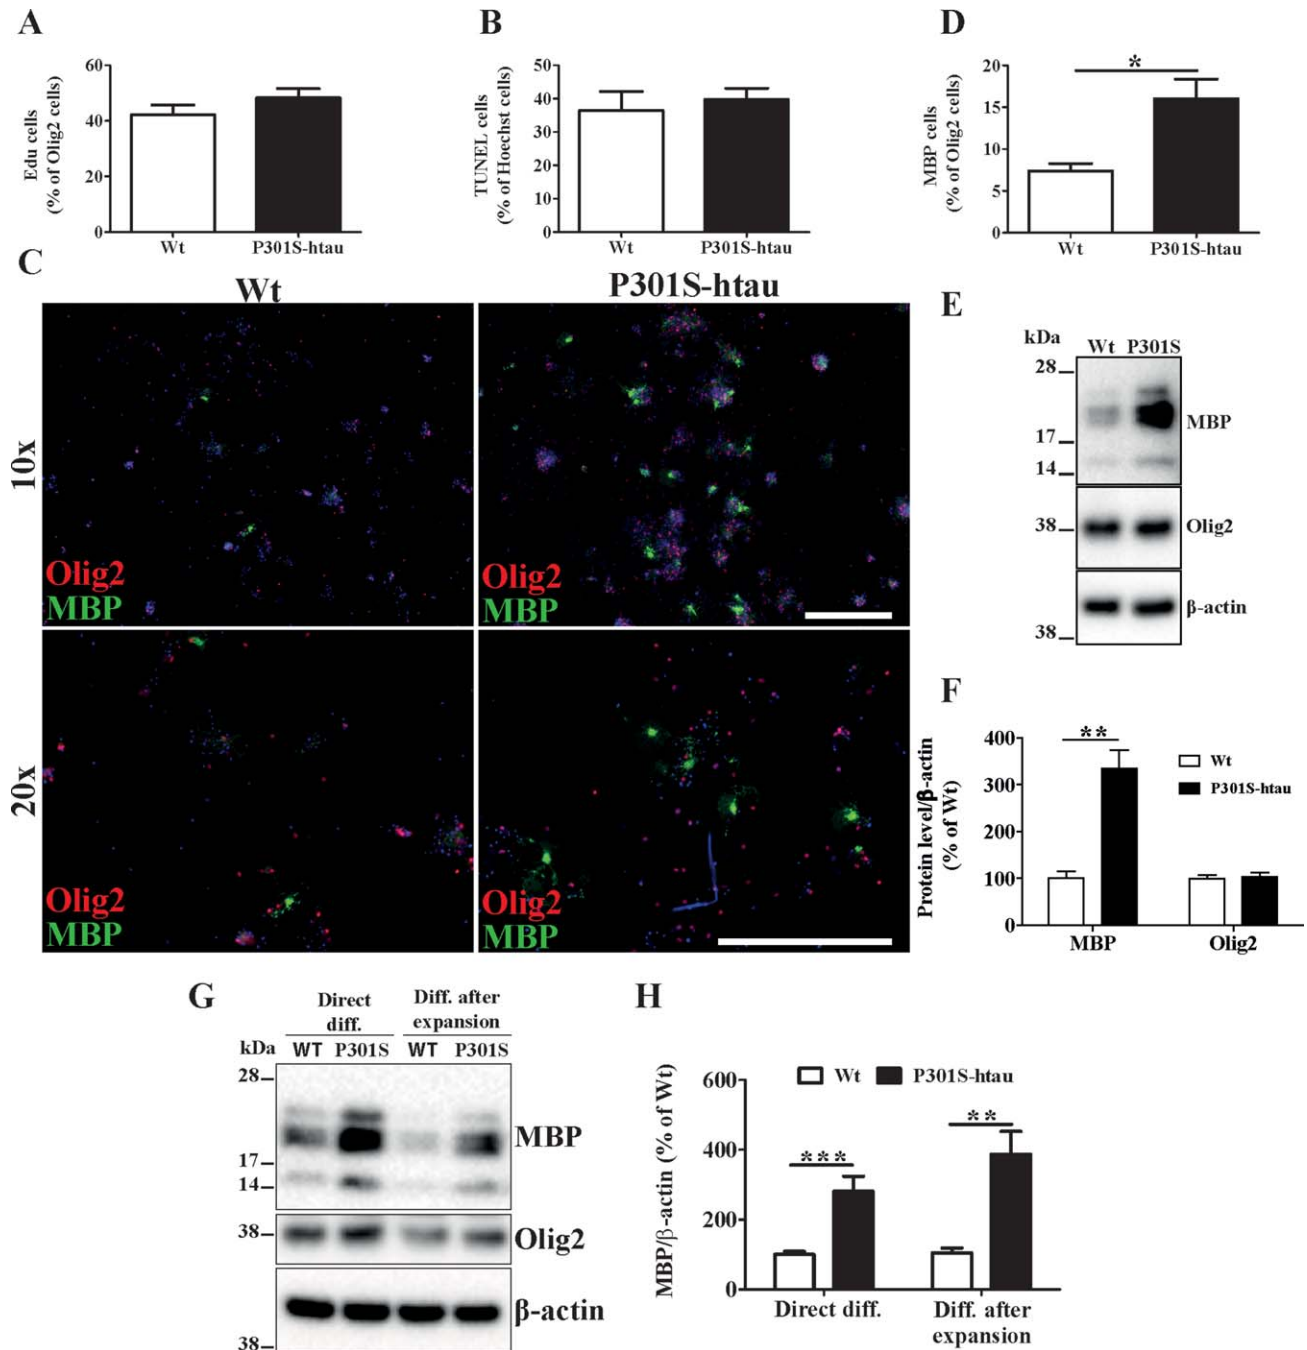 A
Edu cells
(% of Olig2 cells)
60
40
20
0
Wt
P301S-htau
B
TUNEL cells
(% of Hoechst cells)
50
40
30
20
10
0
Wt
P301S-htau
D
MBP cells
(% of Olig2 cells)
20
15
10
5
0
*
Wt
P301S-htau
C
Wt
P301S-htau
10x
Olig2
MBP
Olig2
MBP
20x
Olig2
MBP
Olig2
MBP
E
kDa
Wt P301S
28
17
14
MBP
38
Olig2
β-actin
38
F
Protein level/β-actin
(% of Wt)
400
300
200
100
0
**
Wt
P301S-htau
MBP
Olig2
G
Direct
diff.
Diff. after
expansion
kDa
WT P301S WT P301S
28
17
14
MBP
38
Olig2
β-actin
38
H
MBP/β-actin (% of Wt)
600
400
200
0
Wt
P301S-htau
***
**
Direct diff.
Diff. after
expansion